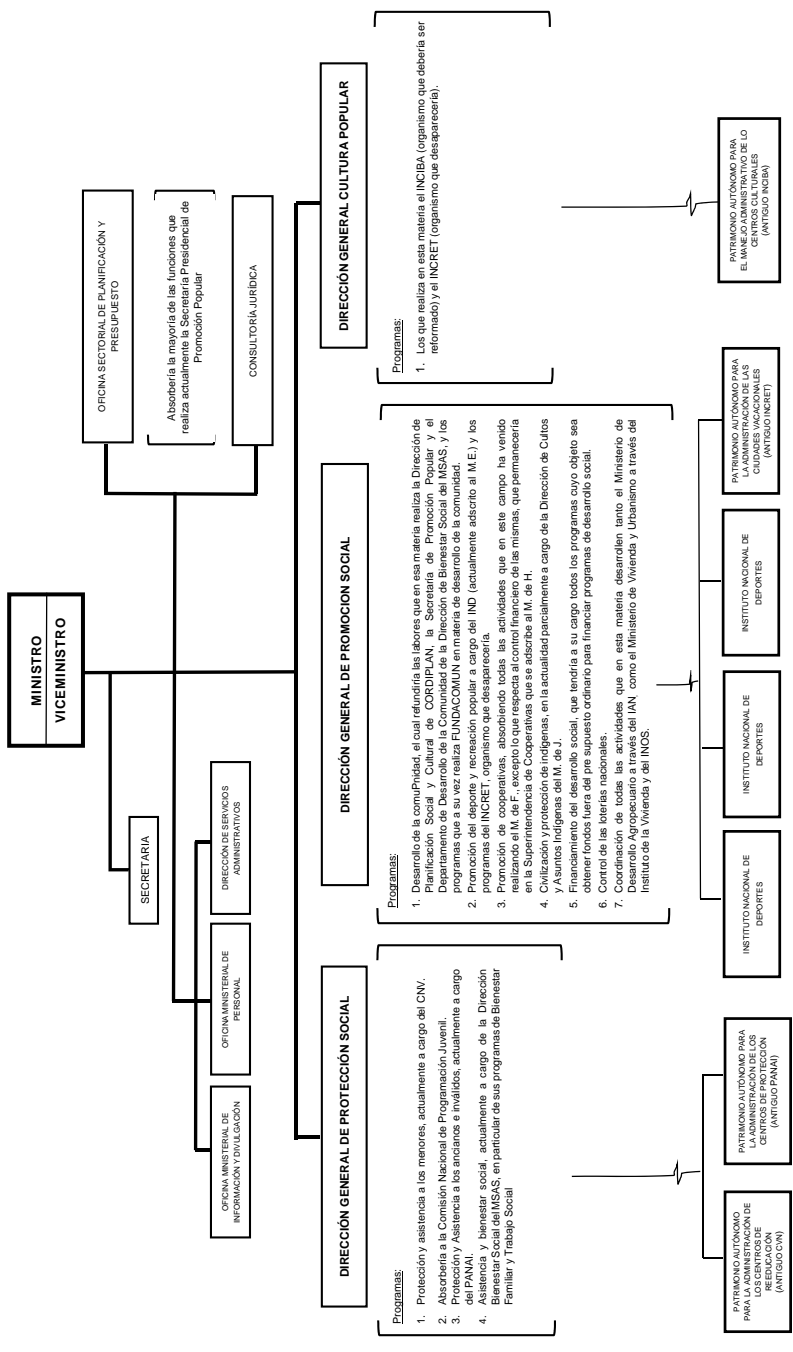 MINISTRO
VICEMINISTRO
SECRETARIA
OFICINA SECTORIAL DE PLANIFICACIÓN Y
PRESUPUESTO
Absorbería la mayoría de las funciones que
realiza actualmente la Secretaría Presidencial de
Promoción Popular
CONSULTORÍA JURÍDICA
OFICINA MINISTERIAL DE
INFORMACIÓN Y DIVULGACIÓN
OFICINA MINISTERIAL DE
PERSONAL
DIRECCIÓN DE SERVICIOS
ADMINISTRATIVOS
DIRECCIÓN GENERAL DE PROTECCIÓN SOCIAL
Programas:
1. Protección y asistencia a los menores, actualmente a cargo del CNV.
2. Absorbería a la Comisión Nacional de Programación Juvenil.
3. Protección y Asistencia a los ancianos e inválidos, actualmente a cargo
del PANAI.
4. Asistencia y bienestar social, actualmente a cargo de la Dirección
Bienestar Social del MSAS, en particular de sus programas de Bienestar
Familiar y Trabajo Social
PATRIMONIO AUTÓNOMO
PARA LA ADMINISTRACIÓN DE
LOS CENTROS DE
REEDUCACIÓN
(ANTIGUO CVN)
PATRIMONIO AUTÓNOMO PARA
LA ADMINISTRACIÓN DE LOS
CENTROS DE PROTECCIÓN
(ANTIGUO PANAI)
DIRECCIÓN GENERAL DE PROMOCION SOCIAL
Programas:
1. Desarrollo de la comuPnidad, el cual refundiría las labores que en esa materia realiza la Dirección de
Planificación Social y Cultural de CORDIPLAN, la Secretaría de Promoción Popular y el
Departamento de Desarrollo de la Comunidad de la Dirección de Bienestar Social del MSAS, y los
programas que a su vez realiza FUNDACOMUN en materia de desarrollo de la comunidad.
2. Promoción del deporte y recreación popular a cargo del IND (actualmente adscrito al M.E.) y los
programas del INCRET, organismo que desaparecería.
3. Promoción de cooperativas, absorbiendo todas las actividades que en este campo ha venido
realizando el M. de F., excepto lo que respecta al control financiero de las mismas, que permanecería
en la Superintendencia de Cooperativas que se adscribe al M. de H.
4. Civilización y protección de indígenas, en la actualidad parcialmente a cargo de la Dirección de Cultos
y Asuntos Indígenas del M. de J.
5. Financiamiento del desarrollo social, que tendría a su cargo todos los programas cuyo objeto sea
obtener fondos fuera del pre supuesto ordinario para financiar programas de desarrollo social.
6. Control de las loterías nacionales.
7. Coordinación de todas las actividades que en esta materia desarrollen tanto el Ministerio de
Desarrollo Agropecuario a través del IAN, como el Ministerio de Vivienda y Urbanismo a través del
Instituto de la Vivienda y del INOS.
INSTITUTO NACIONAL DE
DEPORTES
INSTITUTO NACIONAL DE
DEPORTES
INSTITUTO NACIONAL DE
DEPORTES
PATRIMONIO AUTÓNOMO PARA
LA ADMINISTRACIÓN DE LAS
CIUDADES VACACIONALES
(ANTIGUO INCRET)
DIRECCIÓN GENERAL CULTURA POPULAR
Programas:
1. Los que realiza en esta materia el INCIBA (organismo que debería ser
reformado) y el INCRET (organismo que desaparecería).
PATRIMONIO AUTÓNOMO PARA
EL MANEJO ADMINISTRATIVO DE LO
CENTROS CULTURALES
(ANTIGUO INCIBA)